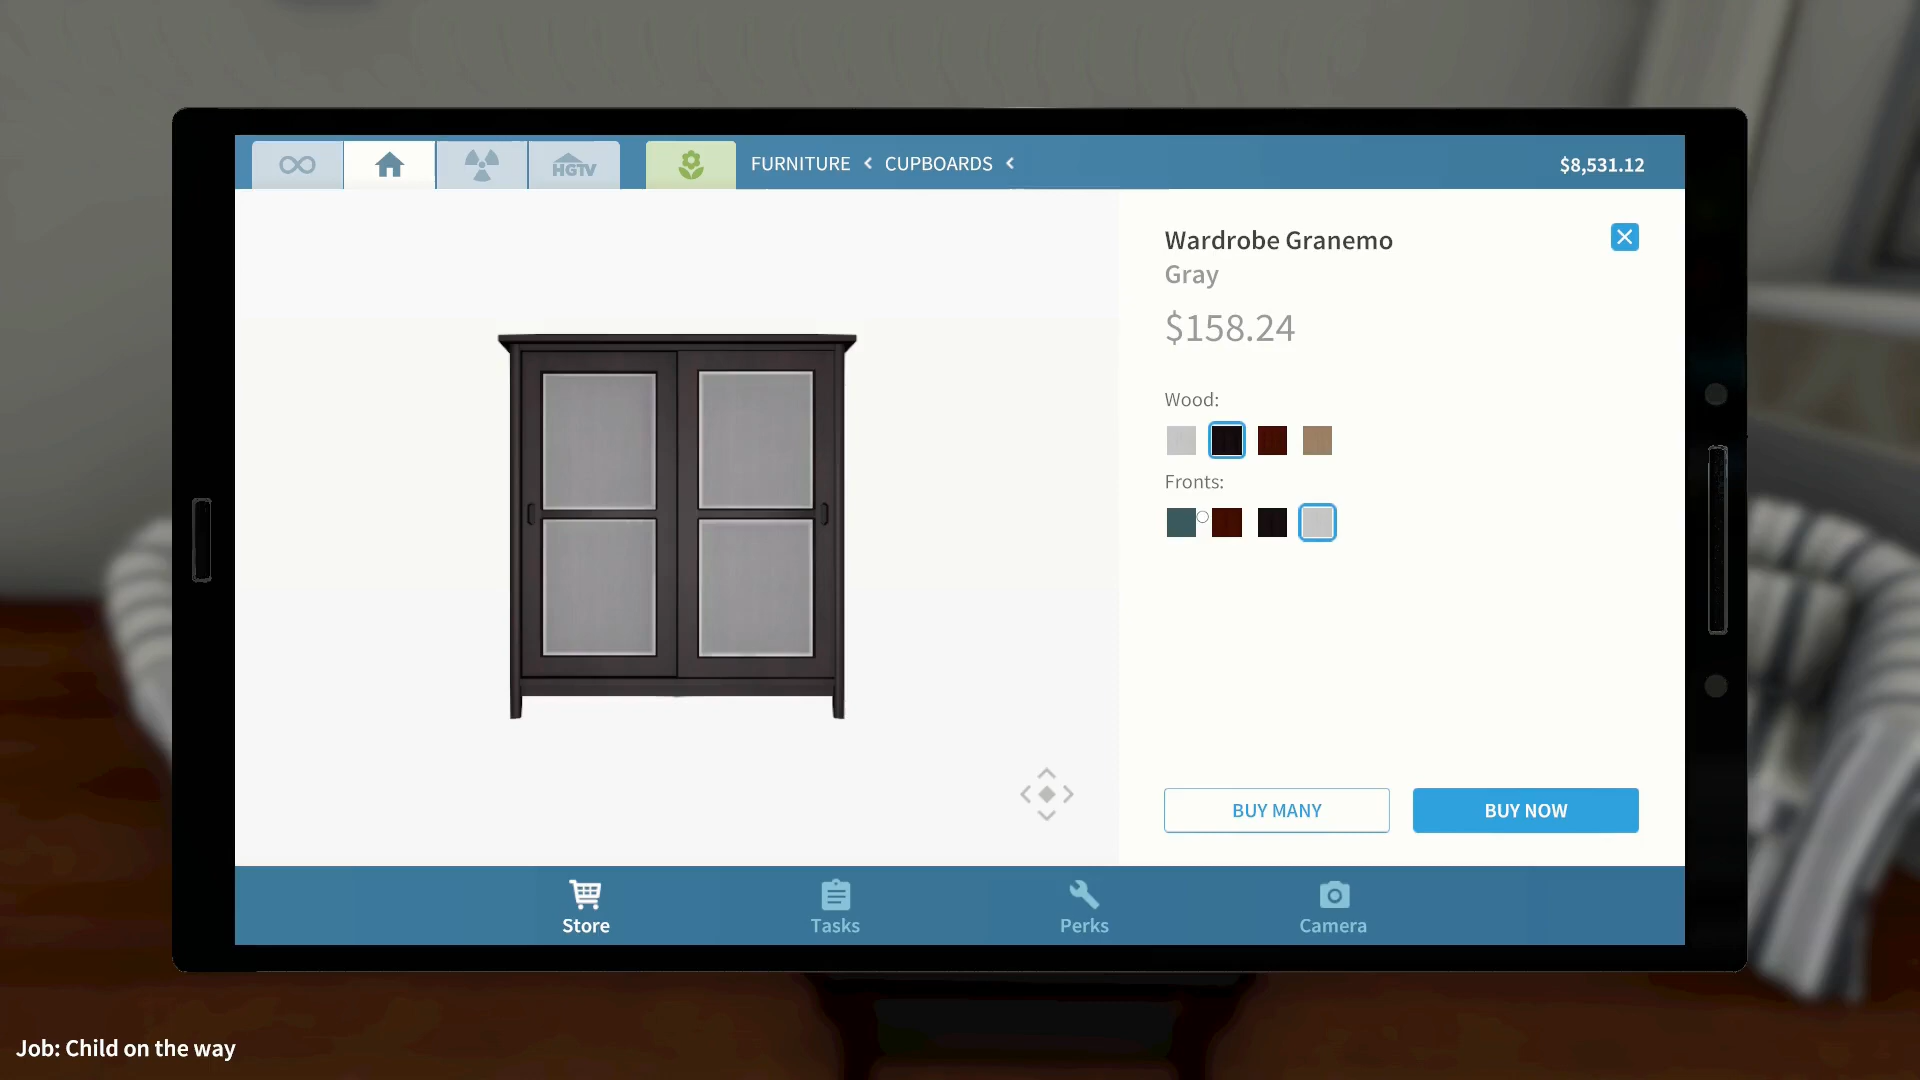 HGTV
FURNITURE < CUPBOARDS <
$8,531.12
Wardrobe Granemo
Gray
$158.24
Wood:
Fronts:
BUY MANY
BUY NOW
Store
Tasks
Perks
Camera
Job: Child on the way